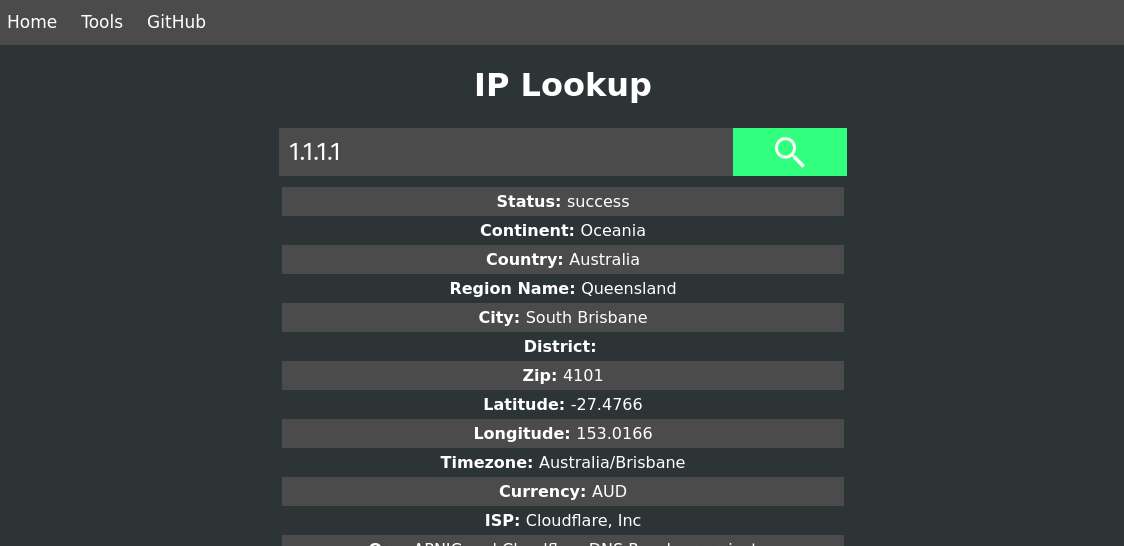 Home Tools GitHub
IP Lookup
1.1.1.1
Status: success
Continent: Oceania
Country: Australia
Region Name: Queensland
City: South Brisbane
District:
Zip: 4101
Latitude: -27.4766
Longitude: 153.0166
Timezone: Australia/Brisbane
Currency: AUD
ISP: Cloudflare, Inc